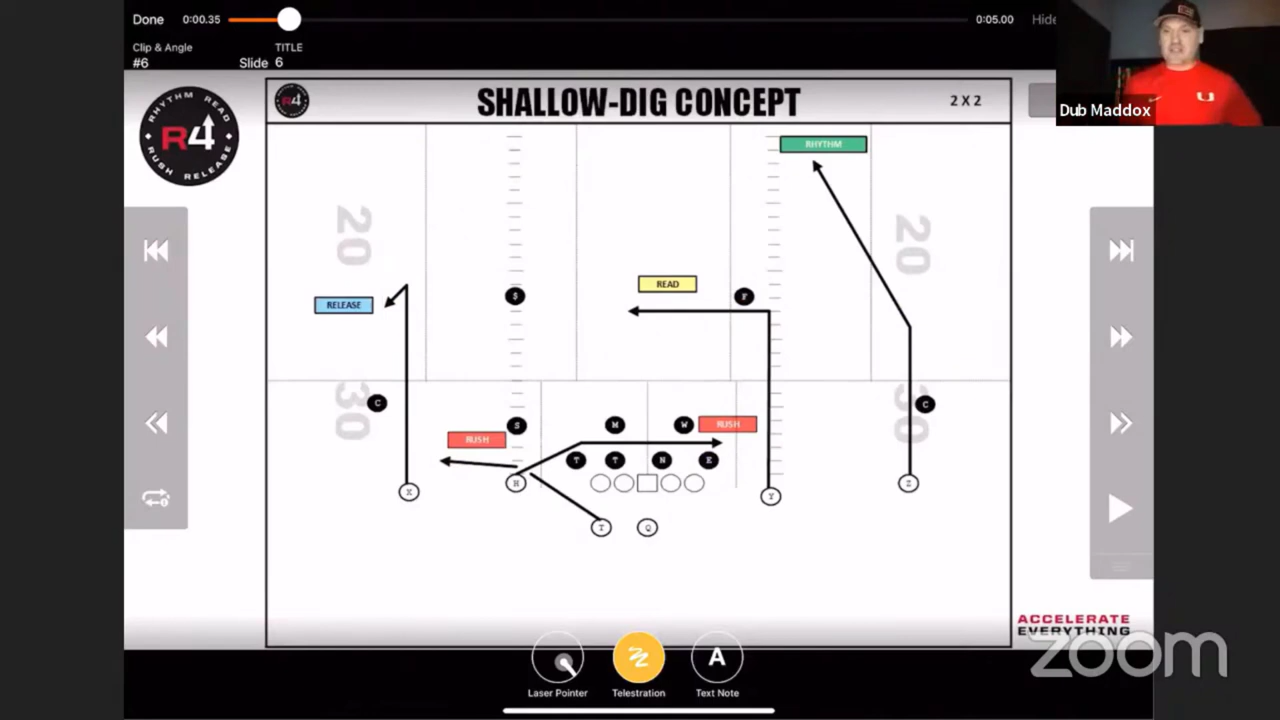 Done 0:00.35 0:05.00 Hide
Clip & Angle TITLE
#6 Slide 6
Dub Maddox
RHYTHM READ
R4
RUSH RELEASE
R4
SHALLOW-DIG CONCEPT 2 X 2
RHYTHM
20 20
READ
$ F
RELEASE
30 30
C C
S M W RUSH
RUSH
T T N E
X H Y Z
T Q
ACCELERATE
EVERYTHING
zoom
A
Laser Pointer Telestration Text Note